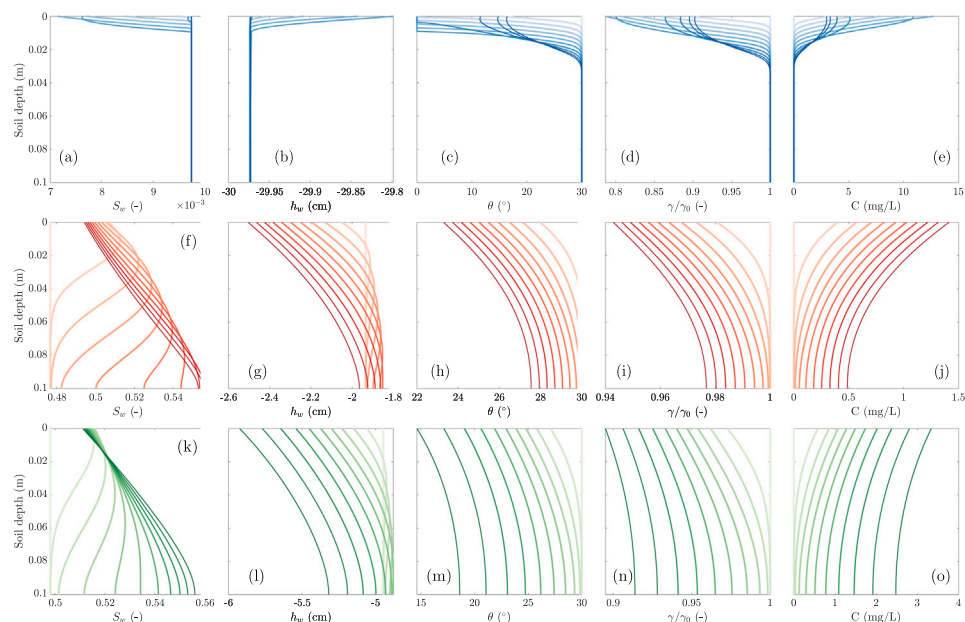 0
0.02
0.04
0.06
0.08
0.1
Soil depth (m)
(a) (b) (c) (d) (e)
7 8 9 10
-30 -29.95 -29.9 -29.85 -29.8
0 10 20 30
0.8 0.85 0.9 0.95 1
0 5 10 15
×10⁻³
S_w (-)
h_w (cm)
θ (°)
γ/γ₀ (-)
C (mg/L)
0
0.02
0.04
0.06
0.08
0.1
Soil depth (m)
(f)
(g) (h) (i) (j)
0.48 0.5 0.52 0.54
-2.6 -2.4 -2.2 -2 -1.8
22 24 26 28 30
0.94 0.96 0.98 1
0 0.5 1 1.5
S_w (-)
h_w (cm)
θ (°)
γ/γ₀ (-)
C (mg/L)
0
0.02
0.04
0.06
0.08
0.1
Soil depth (m)
(k)
(l) (m) (n) (o)
0.5 0.52 0.54 0.56
-6 -5.5 -5
15 20 25 30
0.9 0.95 1
0 1 2 3 4
S_w (-)
h_w (cm)
θ (°)
γ/γ₀ (-)
C (mg/L)